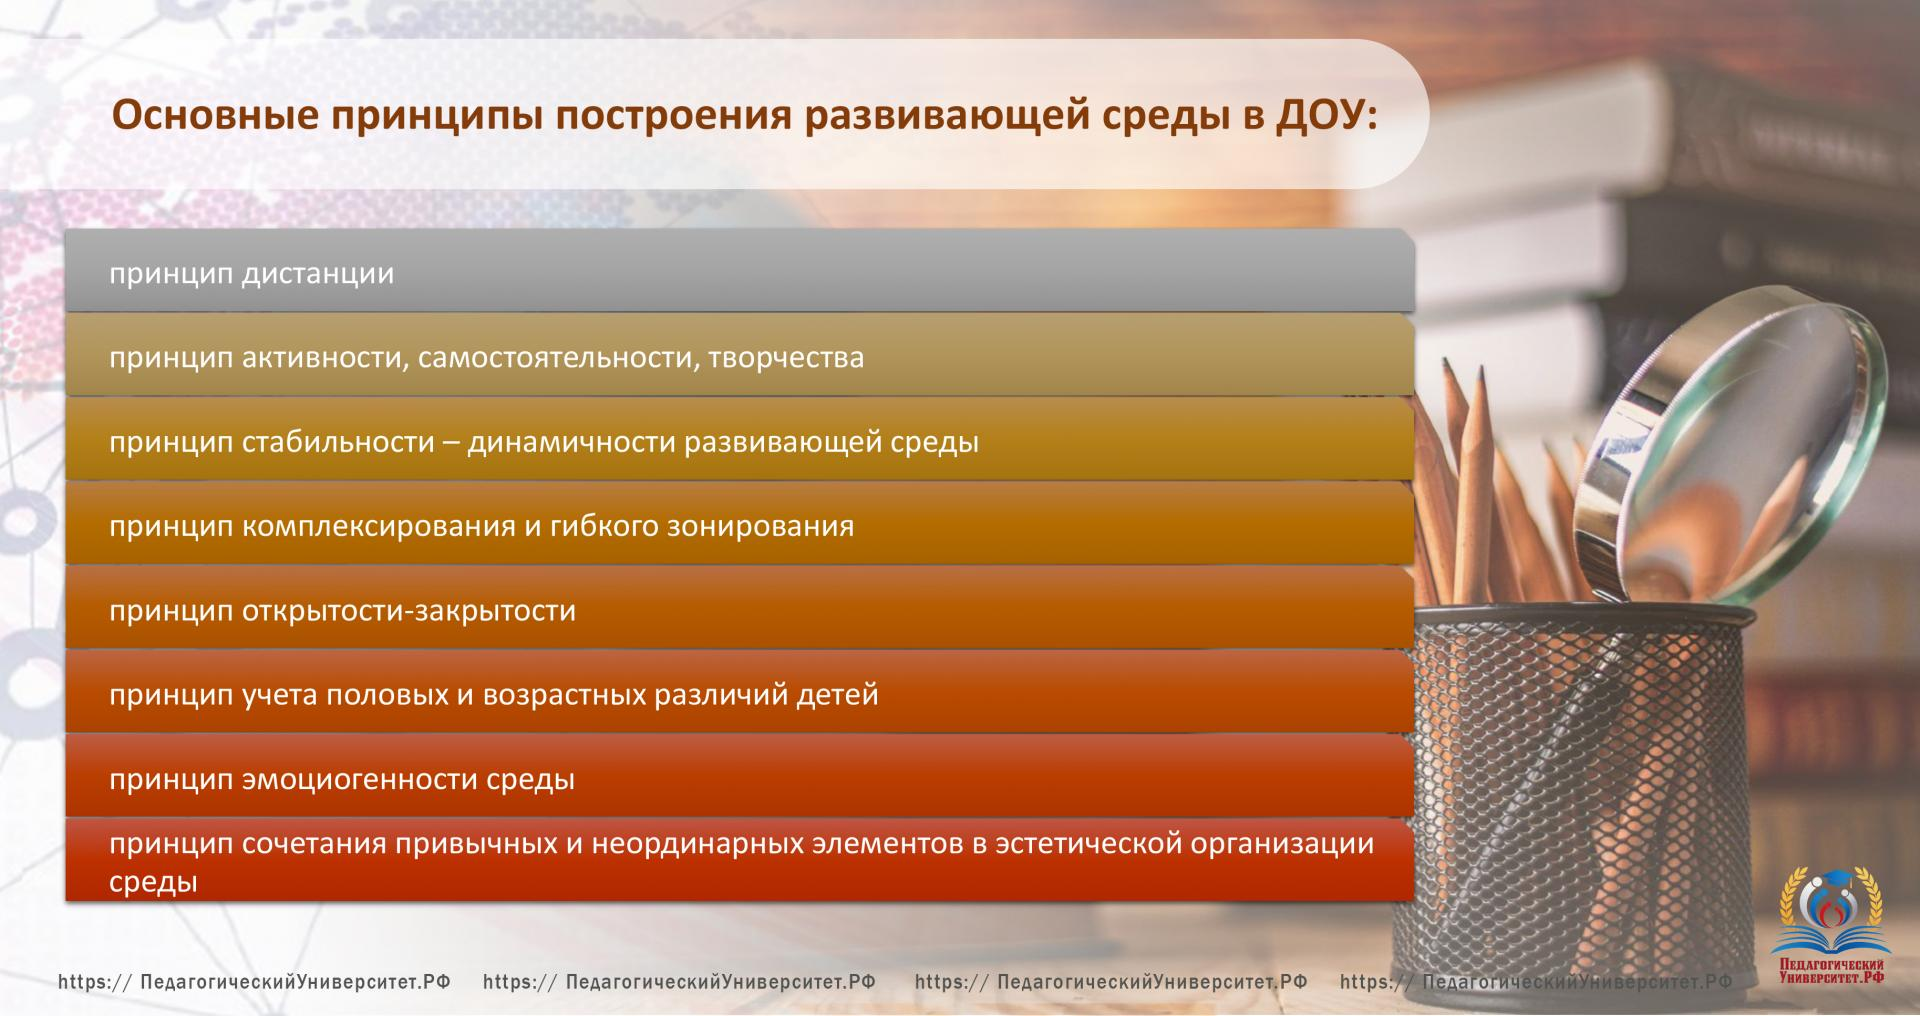 Основные принципы построения развивающей среды в ДОУ:
принцип дистанции
принцип активности, самостоятельности, творчества
принцип стабильности – динамичности развивающей среды
принцип комплексирования и гибкого зонирования
принцип открытости-закрытости
принцип учета половых и возрастных различий детей
принцип эмоциогенности среды
принцип сочетания привычных и неординарных элементов в эстетической организации
среды
https:// ПедагогическийУниверситет.РФ https:// ПедагогическийУниверситет.РФ https:// ПедагогическийУниверситет.РФ https:// ПедагогическийУниверситет.РФ
Педагогический
Университет.РФ